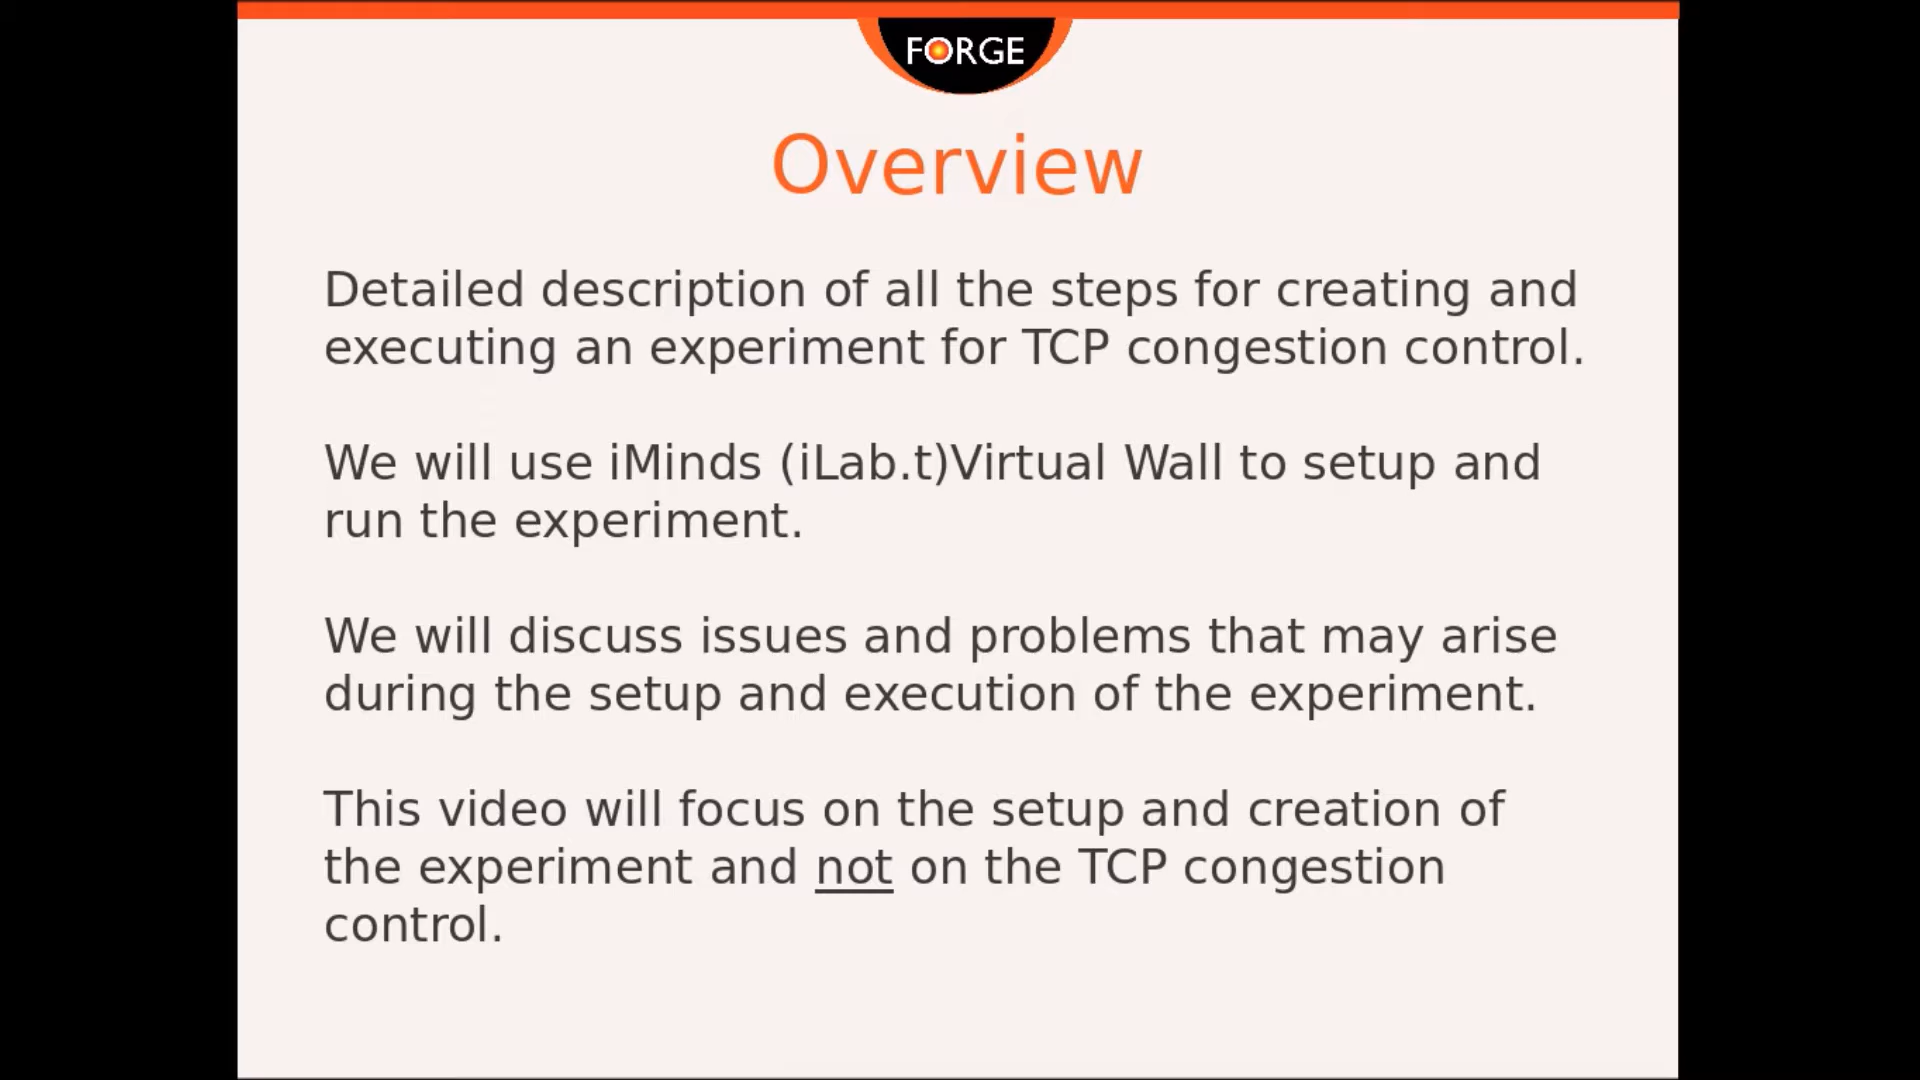 FORGE
Overview
Detailed description of all the steps for creating and
executing an experiment for TCP congestion control.
We will use iMinds (iLab.t)Virtual Wall to setup and
run the experiment.
We will discuss issues and problems that may arise
during the setup and execution of the experiment.
This video will focus on the setup and creation of
the experiment and not on the TCP congestion
control.